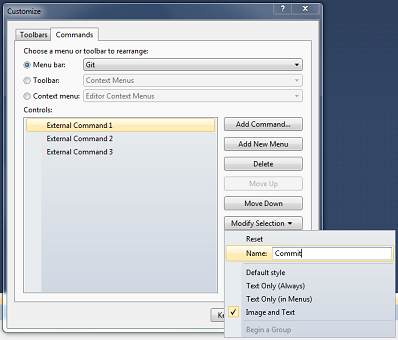 Customize
Toolbars Commands
Choose a menu or toolbar to rearrange:
Menu bar: Git
Toolbar: Context Menus
Context menu: Editor Context Menus
Controls:
External Command 1
External Command 2
External Command 3
Add Command...
Add New Menu
Delete
Move Up
Move Down
Modify Selection
Reset
Name: Commit
Default style
Text Only (Always)
Text Only (in Menus)
Image and Text
Begin a Group